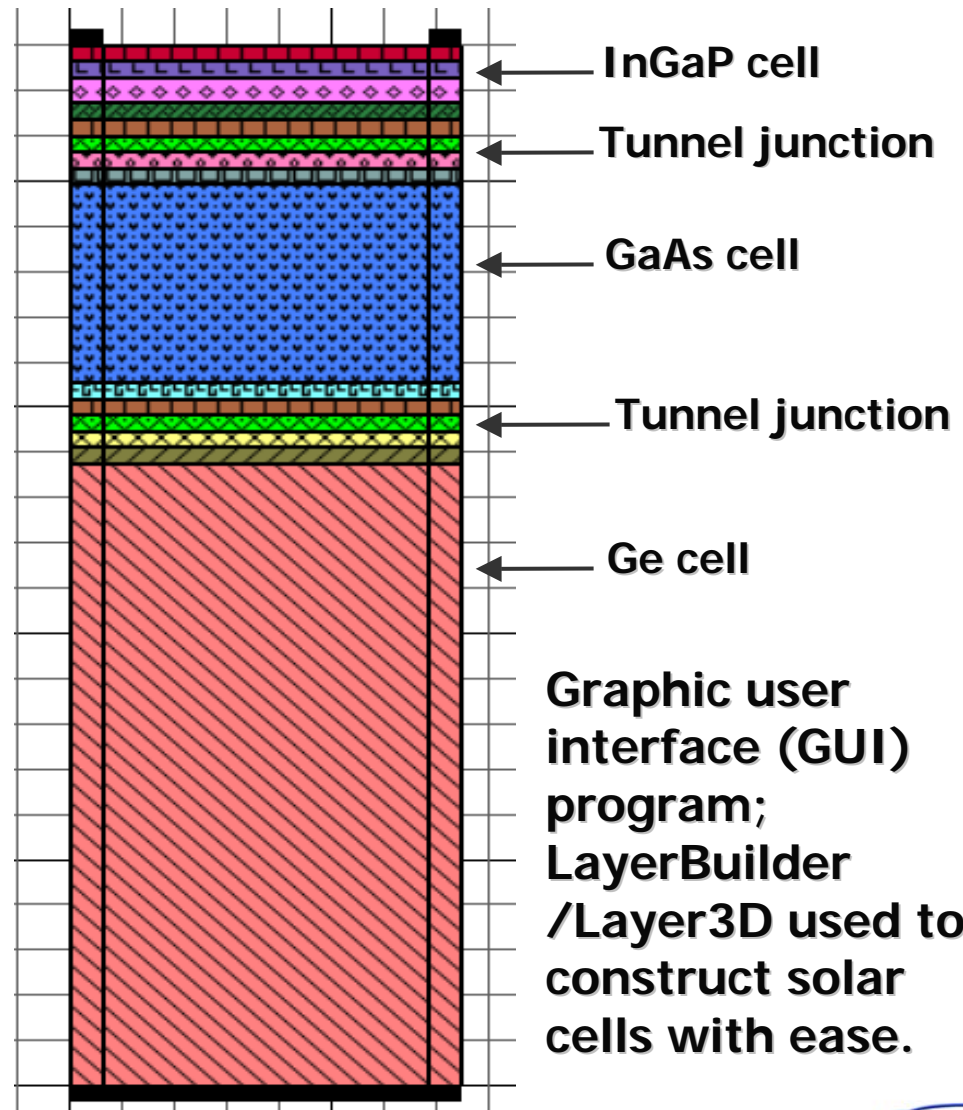 InGaP cell
Tunnel junction
GaAs cell
Tunnel junction
Ge cell
Graphic user
interface (GUI)
program;
LayerBuilder
/Layer3D used to
construct solar
cells with ease.